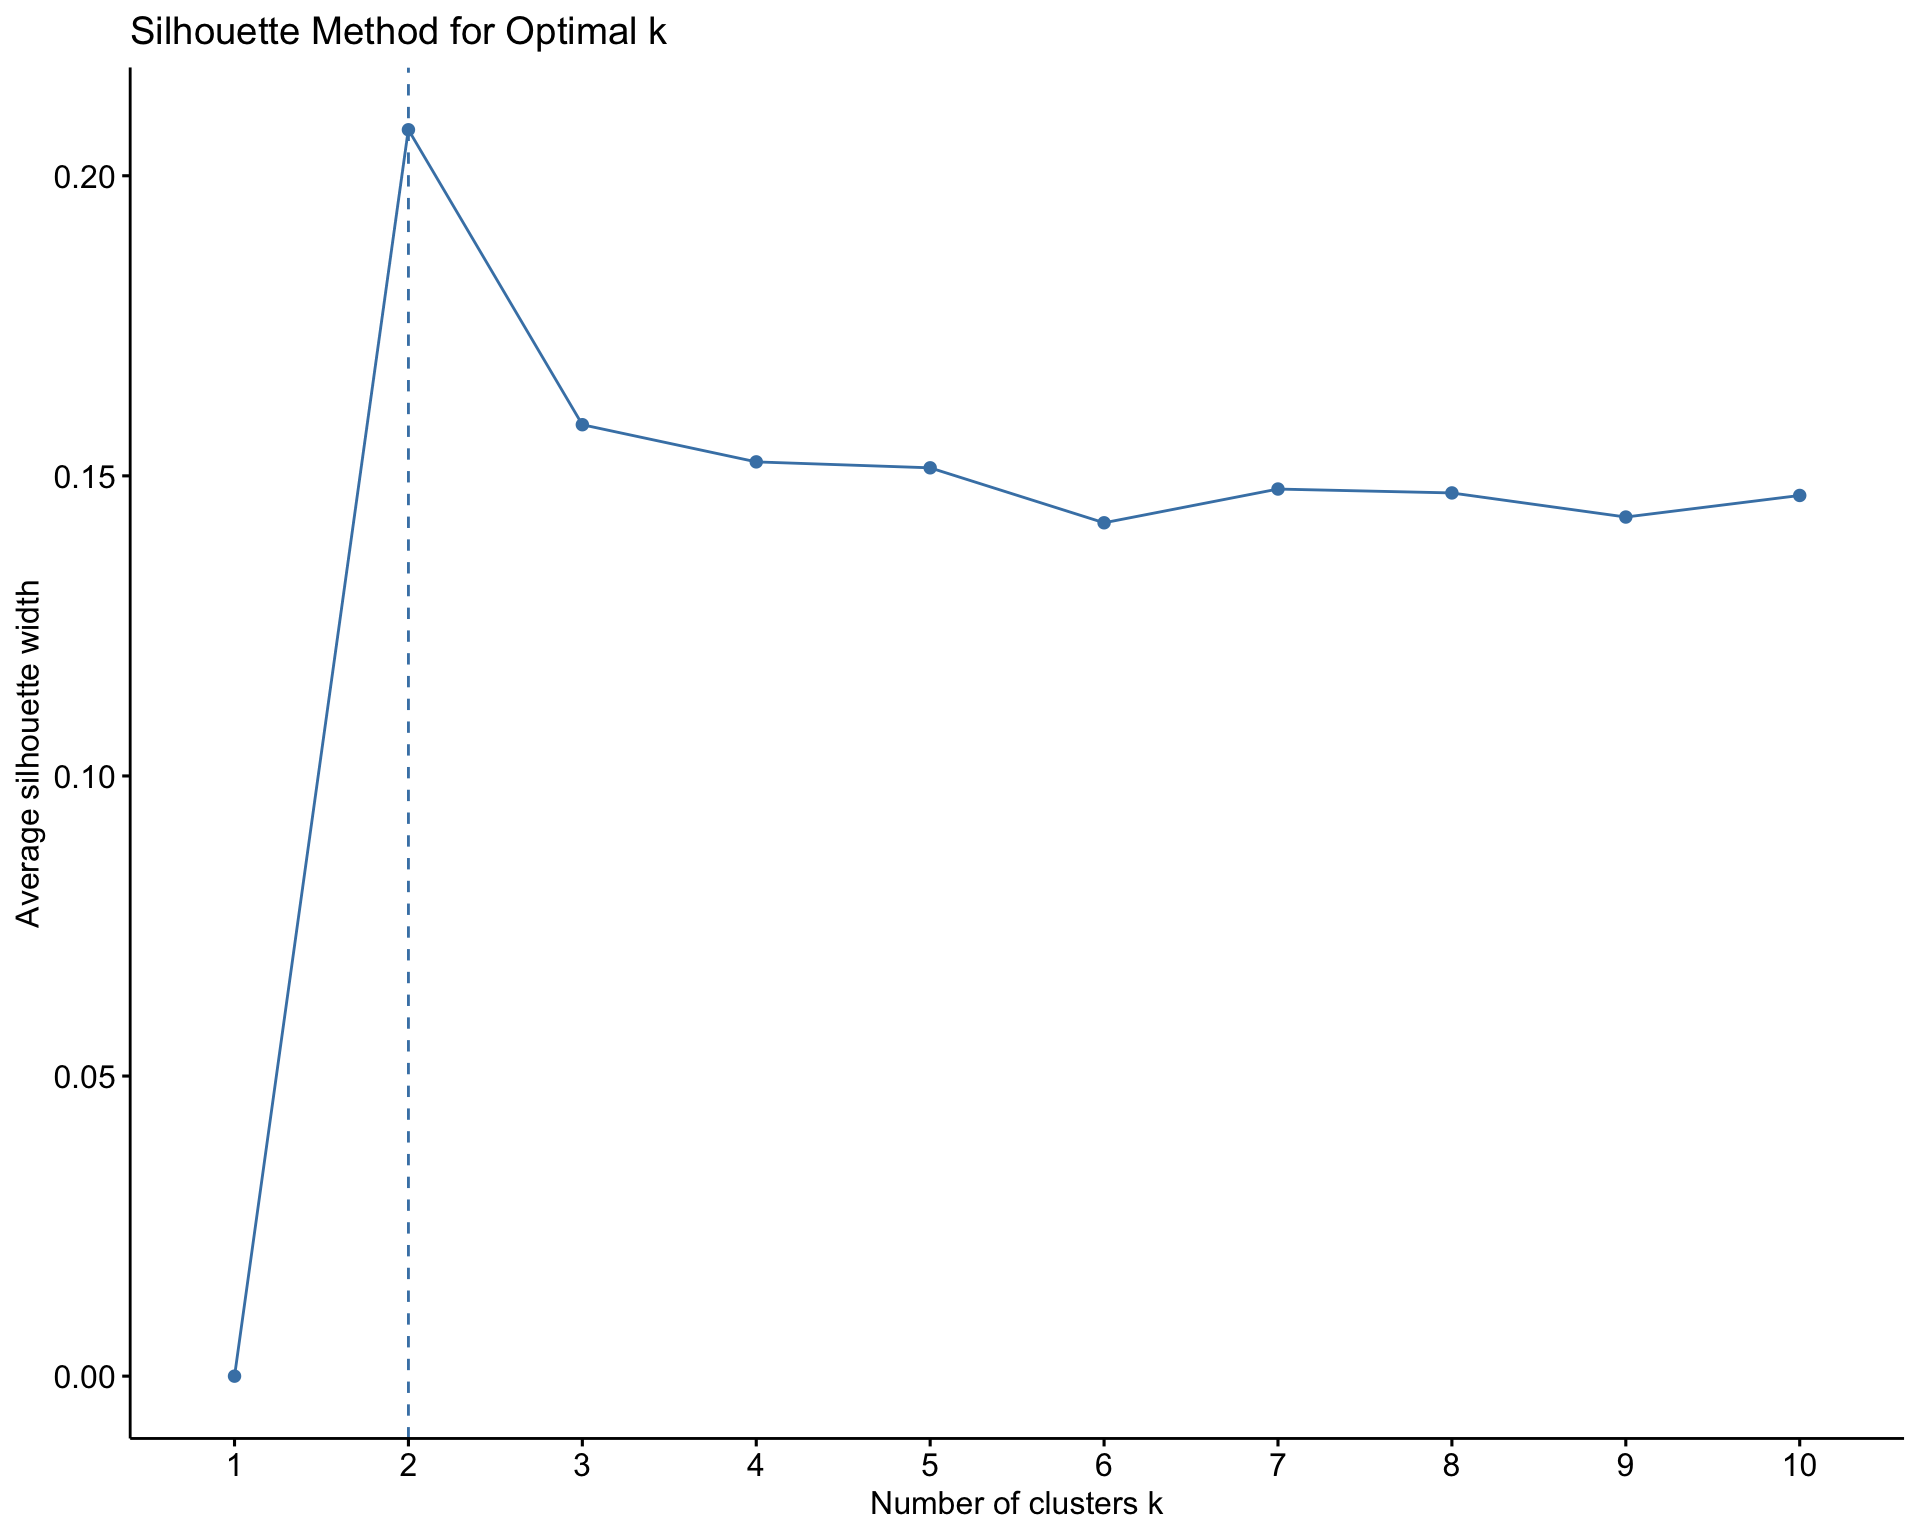 Silhouette Method for Optimal k
Average silhouette width
0.20
0.15
0.10
0.05
0.00
1 2 3 4 5 6 7 8 9 10
Number of clusters k